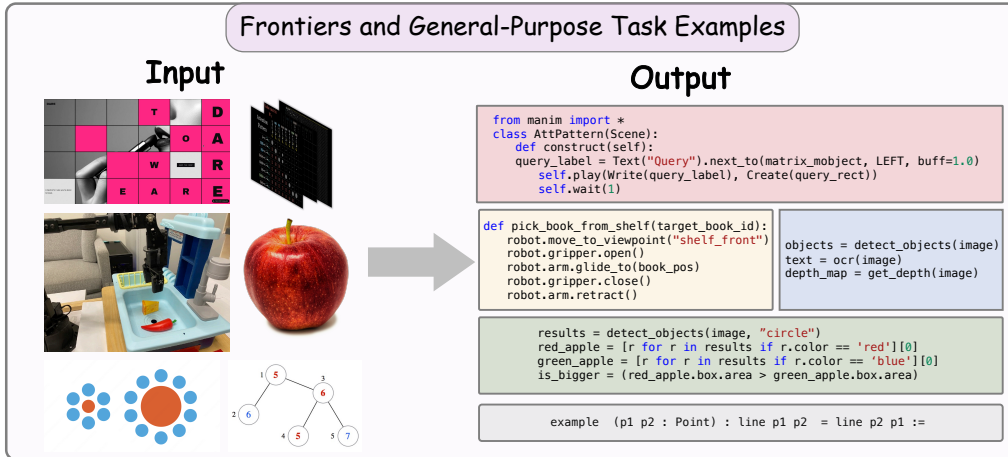 Frontiers and General-Purpose Task Examples
Input
Output
T
D
O
A
W
R
E A R E
from manim import *
class AttPattern(Scene):
def construct(self):
query_label = Text("Query").next_to(matrix_mobject, LEFT, buff=1.0)
self.play(Write(query_label), Create(query_rect))
self.wait(1)
def pick_book_from_shelf(target_book_id):
robot.move_to_viewpoint("shelf_front")
robot.gripper.open()
robot.arm.glide_to(book_pos)
robot.gripper.close()
robot.arm.retract()
objects = detect_objects(image)
text = ocr(image)
depth_map = get_depth(image)
results = detect_objects(image, ”circle")
red_apple = [r for r in results if r.color == 'red'][0]
green_apple = [r for r in results if r.color == ‘blue'][0]
is_bigger = (red_apple.box.area > green_apple.box.area)
1 5 3
6
2 6
4 5 5 7
example (p1 p2 : Point) : line p1 p2 = line p2 p1 :=